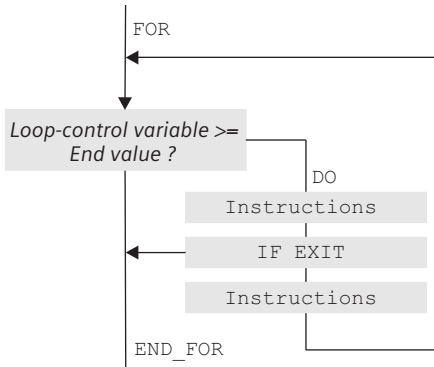 FOR
Loop-control variable >=
End value ?
DO
Instructions
IF EXIT
Instructions
END_FOR